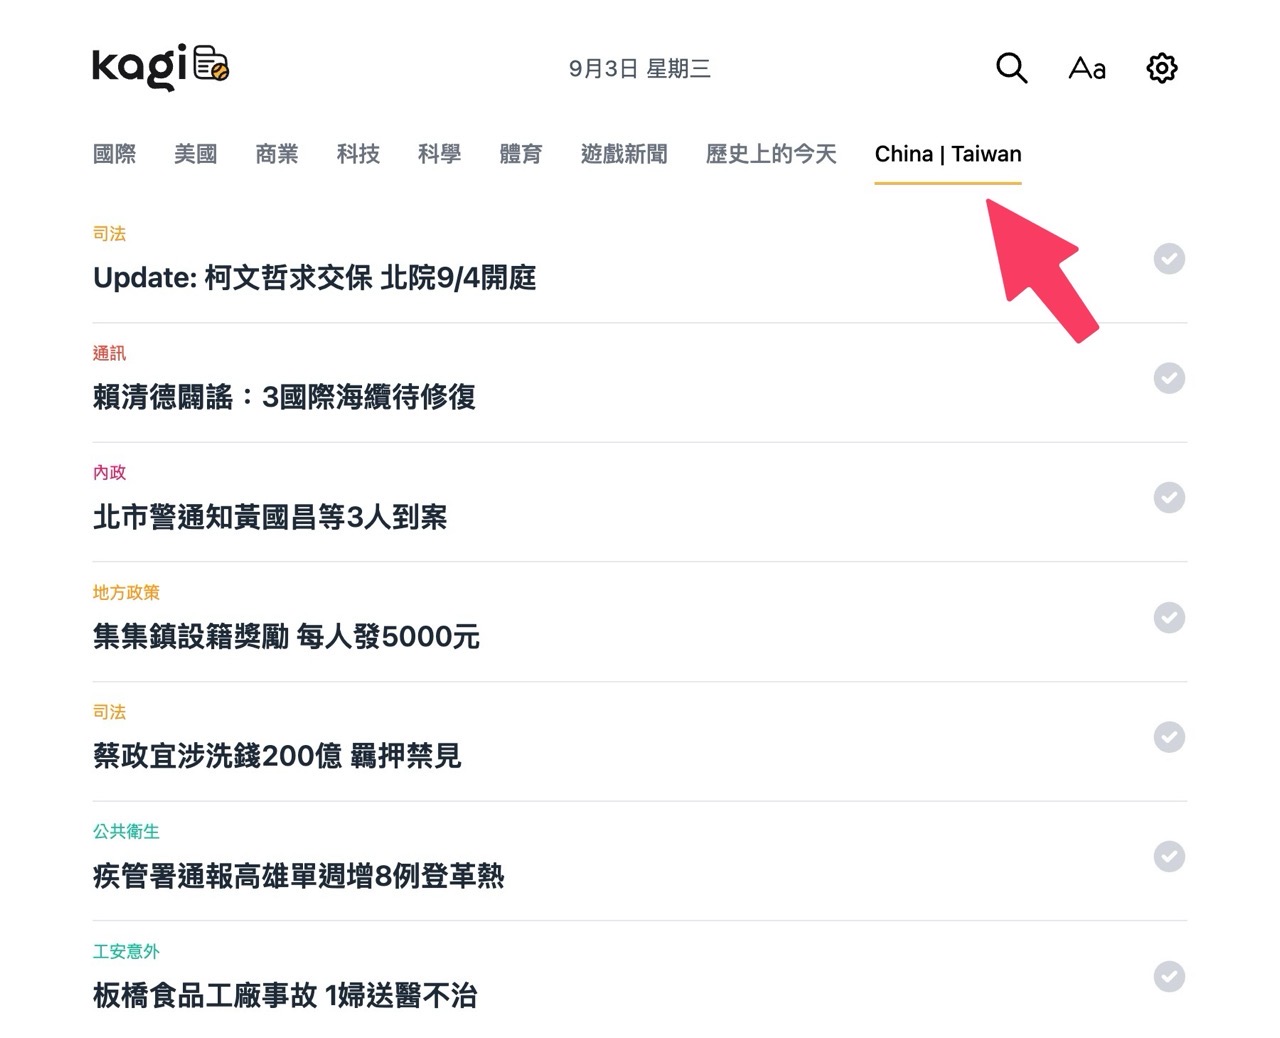 kagi
9月3日 星期三
Aa
國際 美國 商業 科技 科學 體育 遊戲新聞 歷史上的今天 China | Taiwan
司法
Update: 柯文哲求交保 北院9/4開庭
通訊
賴清德闢謠：3國際海纜待修復
內政
北市警通知黃國昌等3人到案
地方政策
集集鎮設籍獎勵 每人發5000元
司法
蔡政宜涉洗錢200億 羈押禁見
公共衛生
疾管署通報高雄單週增8例登革熱
工安意外
板橋食品工廠事故 1婦送醫不治